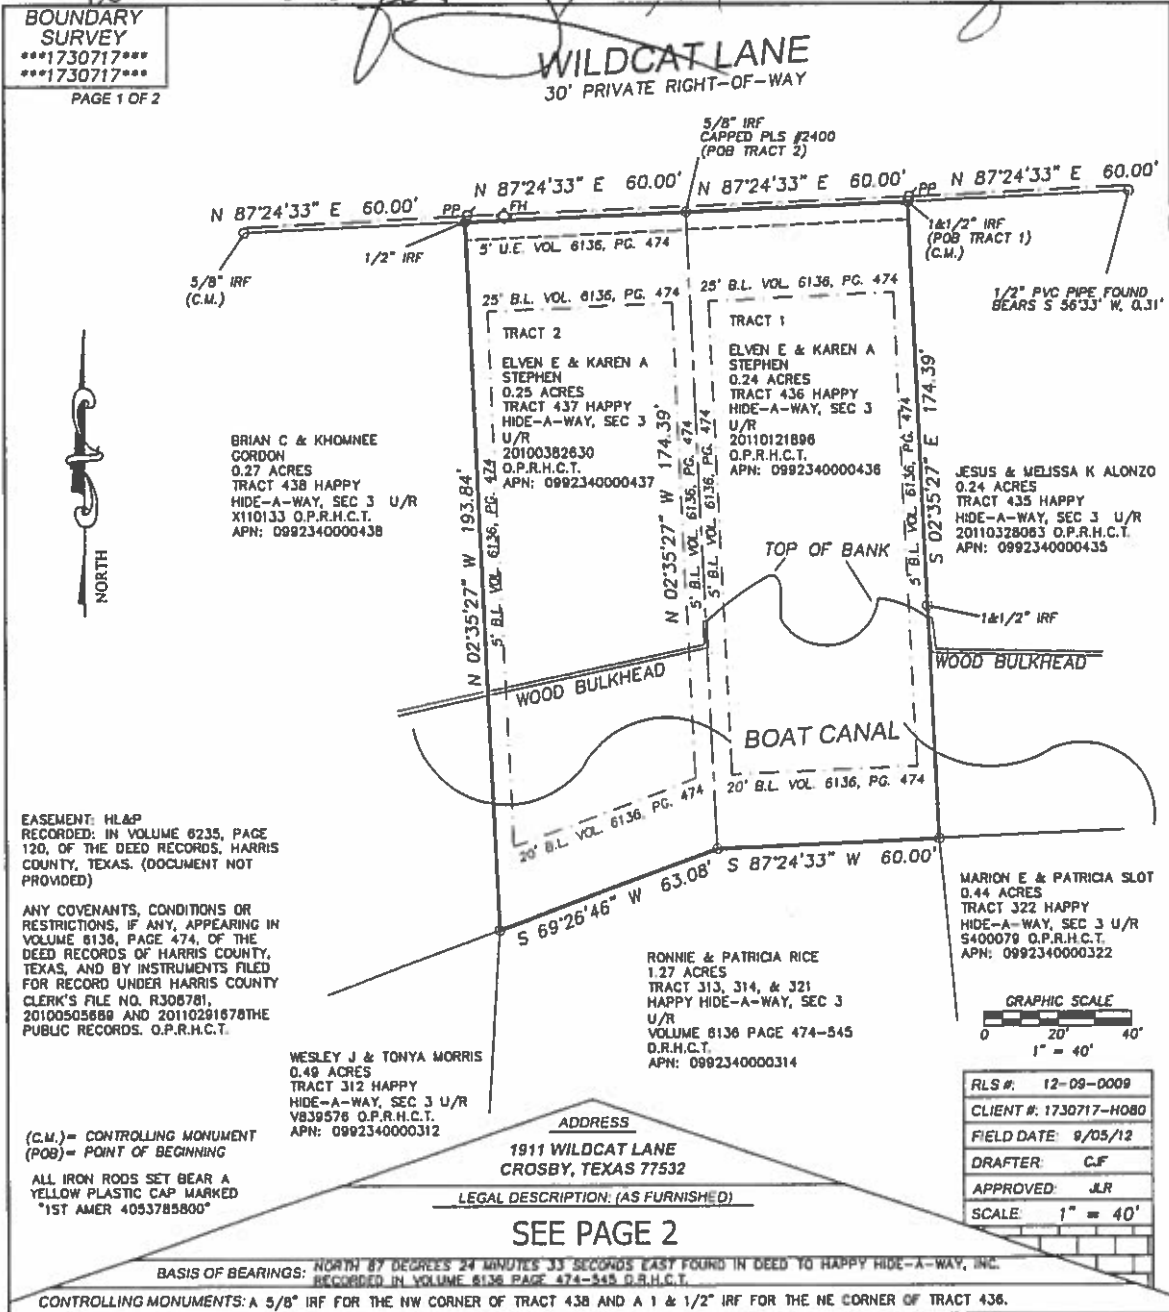 BOUNDARY
SURVEY
***1730717***
***1730717***
PAGE 1 OF 2
WILDCAT LANE
30' PRIVATE RIGHT-OF-WAY
5/8" IRF
CAPPED PLS #2400
(POB TRACT 2)
N 87°24'33" E 60.00'
N 87°24'33" E 60.00'
N 87°24'33" E 60.00'
N 87°24'33" E 60.00'
PP
FH
PP
5/8" IRF
(C.M.)
1/2" IRF
1&1/2" IRF
(POB TRACT 1)
(C.M.)
1/2" PVC PIPE FOUND
BEARS S 56°33' W, 0.31'
5' U.E. VOL. 6136, PG. 474
25' B.L. VOL. 6136, PG. 474
25' B.L. VOL. 6136, PG. 474
TRACT 2
ELVEN E & KAREN A
STEPHEN
0.25 ACRES
TRACT 437 HAPPY
HIDE-A-WAY, SEC 3
U/R
20100382630
O.P.R.H.C.T.
APN: 0992340000437
TRACT 1
ELVEN E & KAREN A
STEPHEN
0.24 ACRES
TRACT 436 HAPPY
HIDE-A-WAY, SEC 3
U/R
20110121896
O.P.R.H.C.T.
APN: 0992340000436
BRIAN C & KHOMNEE
GORDON
0.27 ACRES
TRACT 438 HAPPY
HIDE-A-WAY, SEC 3 U/R
X110133 O.P.R.H.C.T.
APN: 0992340000438
JESUS & MELISSA K ALONZO
0.24 ACRES
TRACT 435 HAPPY
HIDE-A-WAY, SEC 3 U/R
20110328083 O.P.R.H.C.T.
APN: 0992340000435
NORTH
N 02°35'27" W 193.84'
5' B.L. VOL. 6136, PG. 474
N 02°35'27" W 174.39'
5' B.L. VOL. 6136, PG. 474
5' B.L. VOL. 6136, PG. 474
5' B.L. VOL. 6136, PG. 474
S 02°35'27" E 174.39'
TOP OF BANK
1&1/2" IRF
WOOD BULKHEAD
WOOD BULKHEAD
BOAT CANAL
20' B.L. VOL. 6136, PG. 474
20' B.L. VOL. 6136, PG. 474
S 69°26'46" W 63.08'
S 87°24'33" W 60.00'
EASEMENT: HL&P
RECORDED: IN VOLUME 6235, PAGE
120, OF THE DEED RECORDS, HARRIS
COUNTY, TEXAS. (DOCUMENT NOT
PROVIDED)
ANY COVENANTS, CONDITIONS OR
RESTRICTIONS, IF ANY, APPEARING IN
VOLUME 6136, PAGE 474, OF THE
DEED RECORDS OF HARRIS COUNTY,
TEXAS, AND BY INSTRUMENTS FILED
FOR RECORD UNDER HARRIS COUNTY
CLERK'S FILE NO. R306781,
20100505689 AND 20110291678THE
PUBLIC RECORDS. O.P.R.H.C.T.
MARION E & PATRICIA SLOT
0.44 ACRES
TRACT 322 HAPPY
HIDE-A-WAY, SEC 3 U/R
S400079 O.P.R.H.C.T.
APN: 0992340000322
RONNIE & PATRICIA RICE
1.27 ACRES
TRACT 313, 314, & 321
HAPPY HIDE-A-WAY, SEC 3
U/R
VOLUME 6136 PAGE 474-545
D.R.H.C.T.
APN: 0992340000314
WESLEY J & TONYA MORRIS
0.49 ACRES
TRACT 312 HAPPY
HIDE-A-WAY, SEC 3 U/R
V839576 O.P.R.H.C.T.
APN: 0992340000312
GRAPHIC SCALE
0 20' 40'
1" = 40'
(C.M.)= CONTROLLING MONUMENT
(POB)= POINT OF BEGINNING
ALL IRON RODS SET BEAR A
YELLOW PLASTIC CAP MARKED
"1ST AMER 4053785800"
RLS #: 12-09-0009
CLIENT #: 1730717-H080
FIELD DATE: 9/05/12
DRAFTER: CJF
APPROVED: JLR
SCALE: 1" = 40'
ADDRESS
1911 WILDCAT LANE
CROSBY, TEXAS 77532
LEGAL DESCRIPTION: (AS FURNISHED)
SEE PAGE 2
BASIS OF BEARINGS: NORTH 87 DEGREES 24 MINUTES 33 SECONDS EAST FOUND IN DEED TO HAPPY HIDE-A-WAY, INC.
RECORDED IN VOLUME 6136 PAGE 474-545 D.R.H.C.T.
CONTROLLING MONUMENTS: A 5/8" IRF FOR THE NW CORNER OF TRACT 438 AND A 1 & 1/2" IRF FOR THE NE CORNER OF TRACT 436.